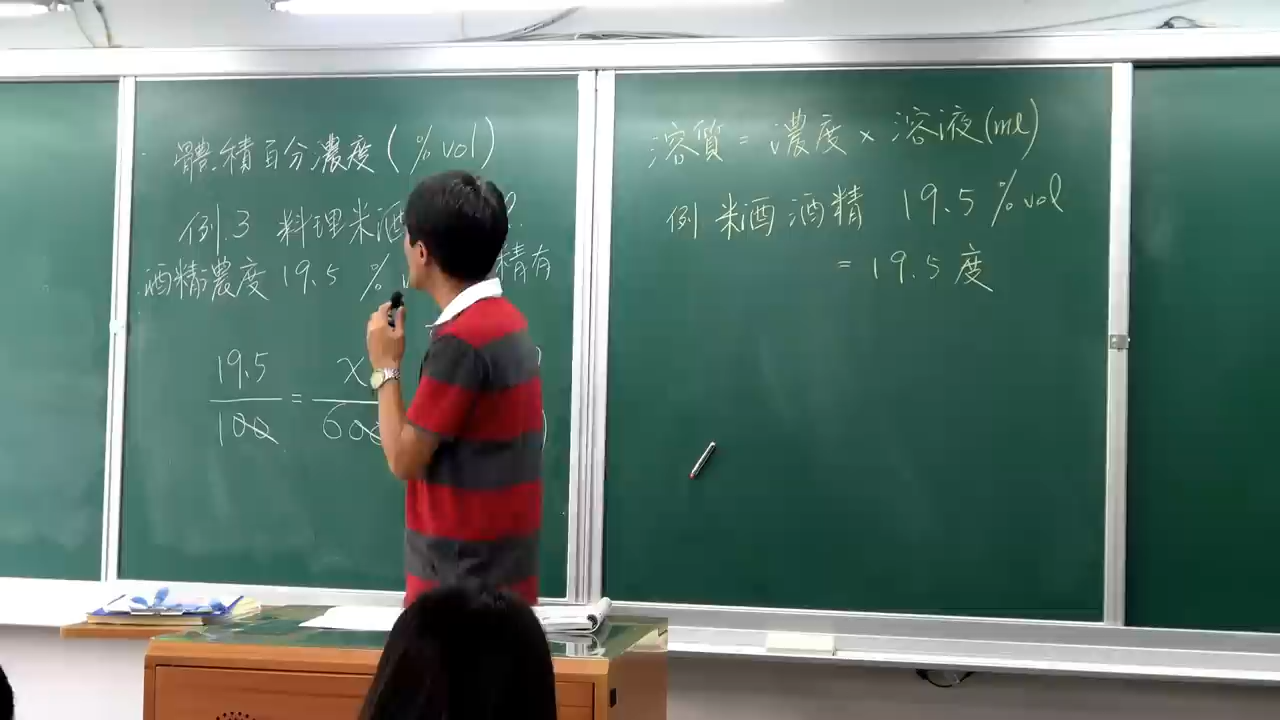 體積百分濃度(%vol)
例.3 料理米酒
酒精濃度19.5 % 精有
19.5/100 = x/600
溶質 = 濃度 × 溶液(ml)
例 米酒 酒精 19.5 %vol
= 19.5度